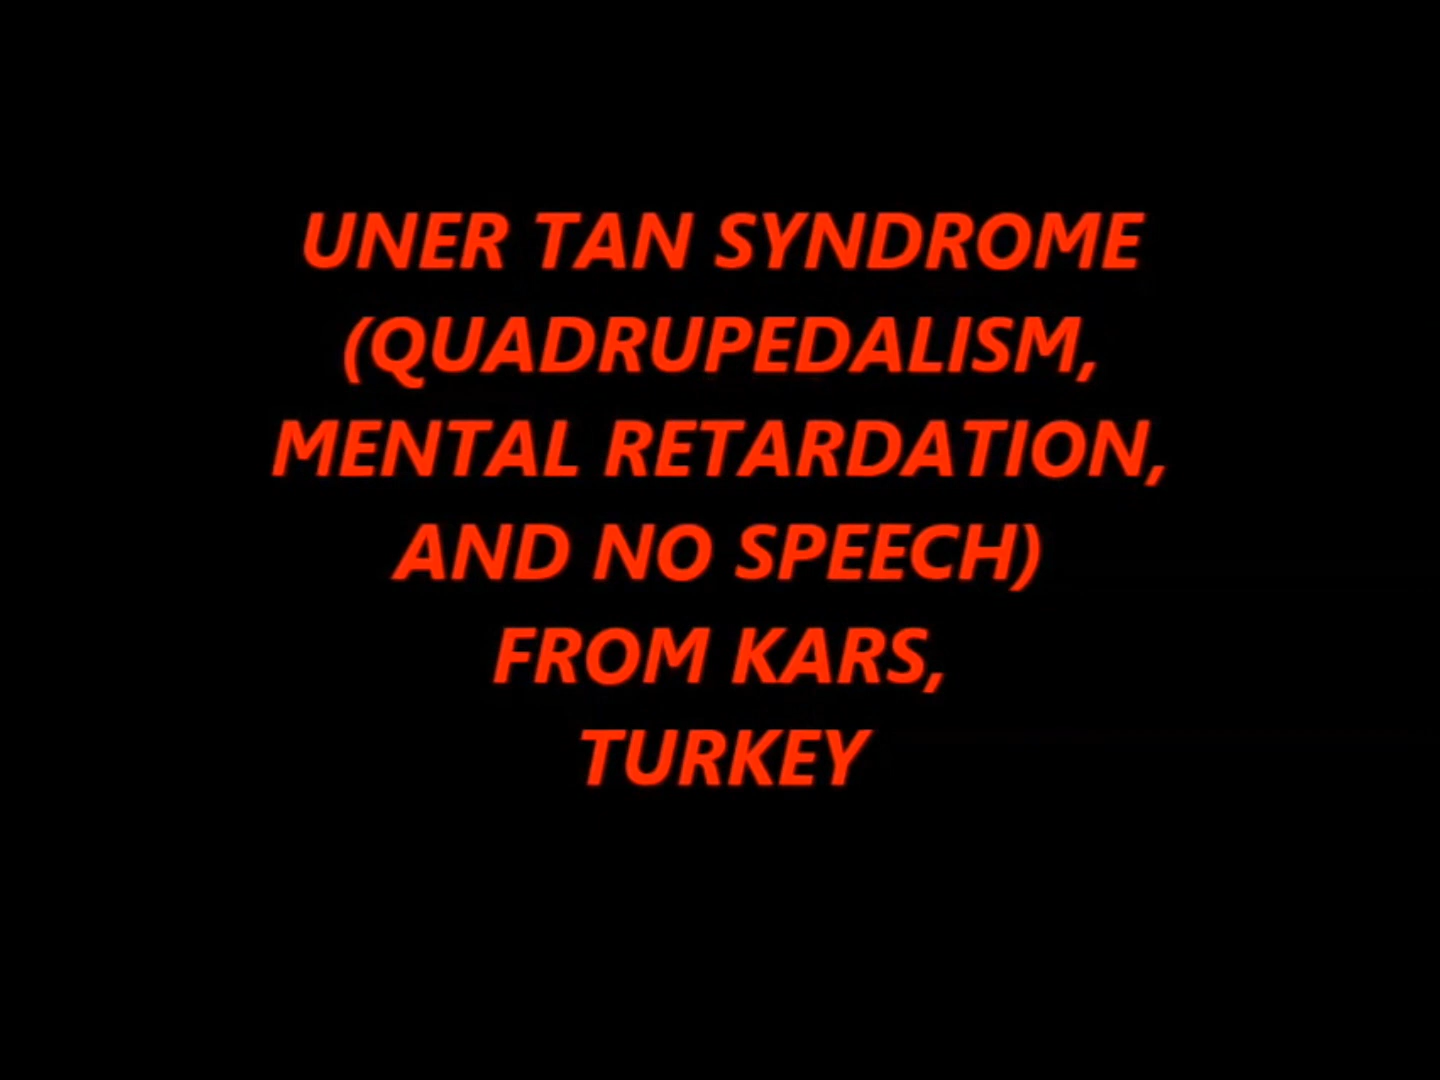 UNER TAN SYNDROME
(QUADRUPEDALISM,
MENTAL RETARDATION,
AND NO SPEECH)
FROM KARS,
TURKEY